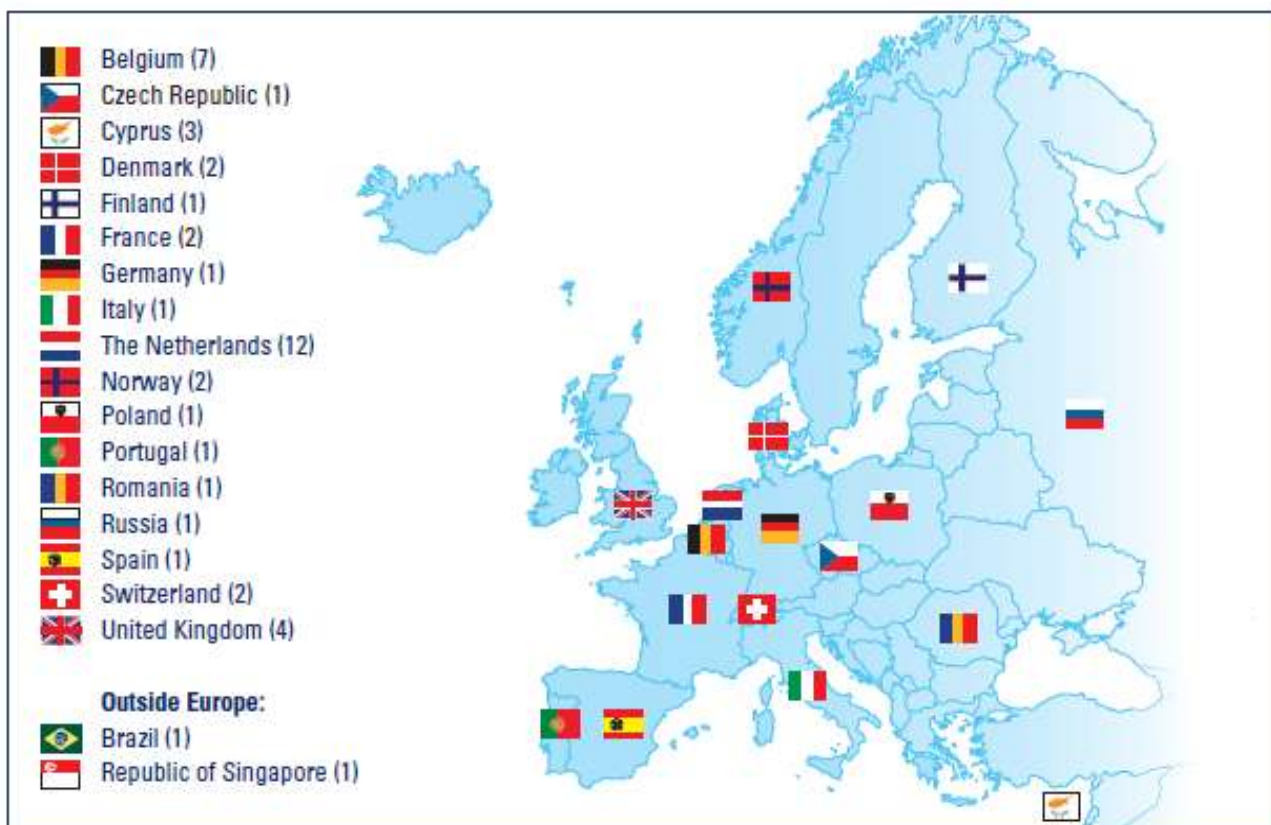 Belgium (7)
Czech Republic (1)
Cyprus (3)
Denmark (2)
Finland (1)
France (2)
Germany (1)
Italy (1)
The Netherlands (12)
Norway (2)
Poland (1)
Portugal (1)
Romania (1)
Russia (1)
Spain (1)
Switzerland (2)
United Kingdom (4)
Outside Europe:
Brazil (1)
Republic of Singapore (1)